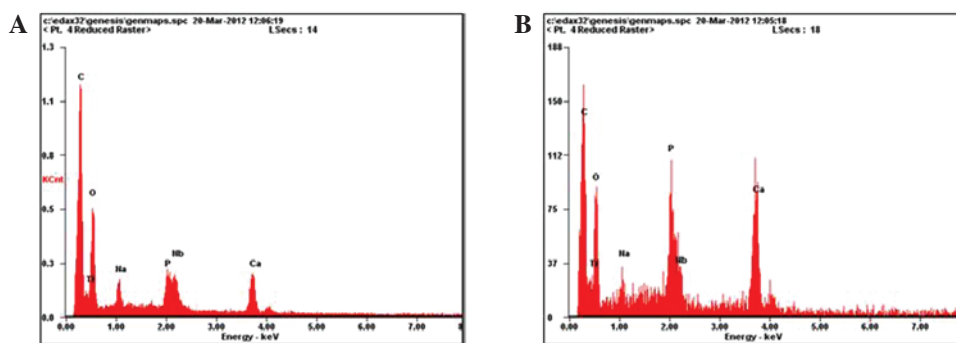 A
c:\edax32\genesis\genmaps.spc 20-Mar-2012 12:06:19
< Pt. 4 Reduced Raster> LSecs : 14
1.3
1.1
0.8
KCnt
0.5
0.3
0.0
C
O
Ti
Na
P
Nb
Ca
0.00 1.00 2.00 3.00 4.00 5.00 6.00 7.00 8
Energy - keV
B
c:\edax32\genesis\genmaps.spc 20-Mar-2012 12:05:18
< Pt. 4 Reduced Raster> LSecs : 18
188
150
112
75
37
0
C
O
Ti
Na
P
Nb
Ca
0.00 1.00 2.00 3.00 4.00 5.00 6.00 7.00
Energy - keV